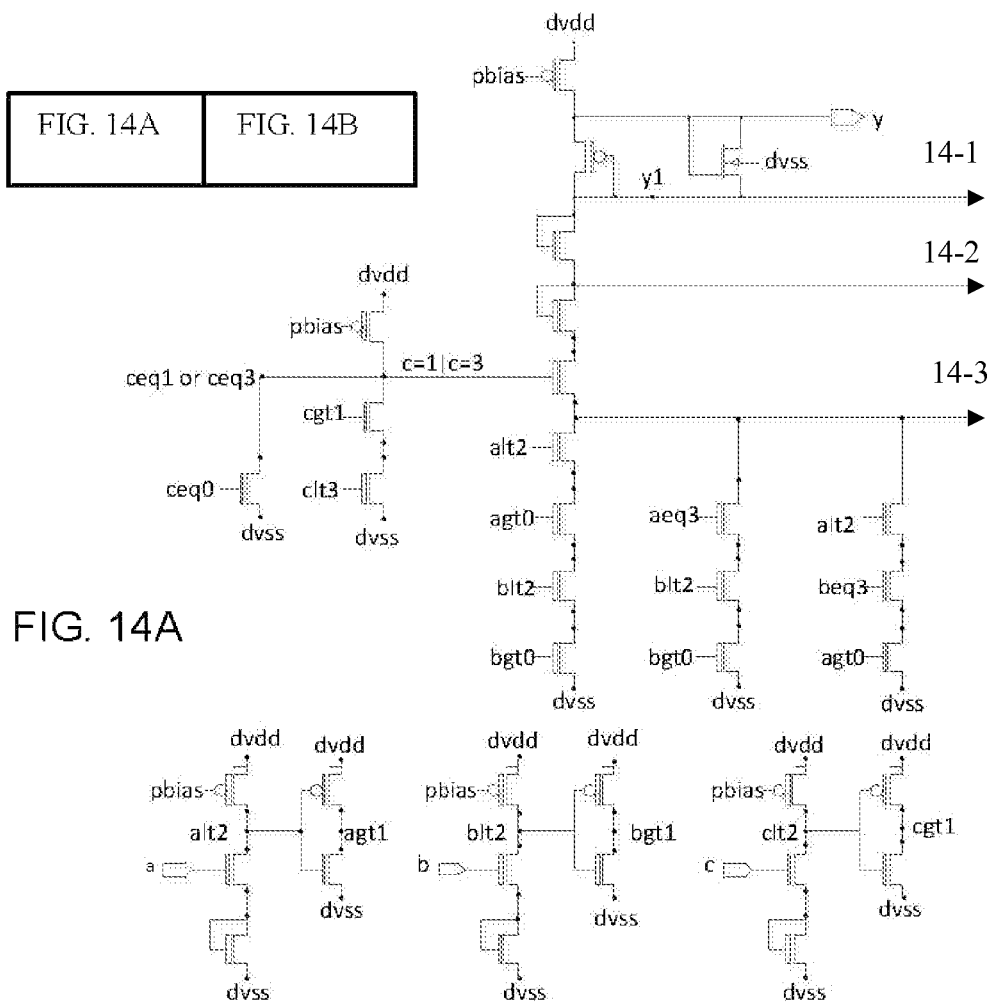 dvdd
pbias
FIG. 14A
FIG. 14B
y
dvss
14-1
y1
14-2
dvdd
pbias
c=1|c=3
ceq1 or ceq3
14-3
cgt1
alt2
ceq0
clt3
dvss
dvss
agt0
aeq3
alt2
blt2
blt2
beq3
FIG. 14A
bgt0
bgt0
agt0
dvss
dvss
dvss
dvdd
dvdd
dvdd
dvdd
dvdd
dvdd
pbias
pbias
pbias
alt2
agt1
blt2
bgt1
clt2
cgt1
a
b
c
dvss
dvss
dvss
dvss
dvss
dvss